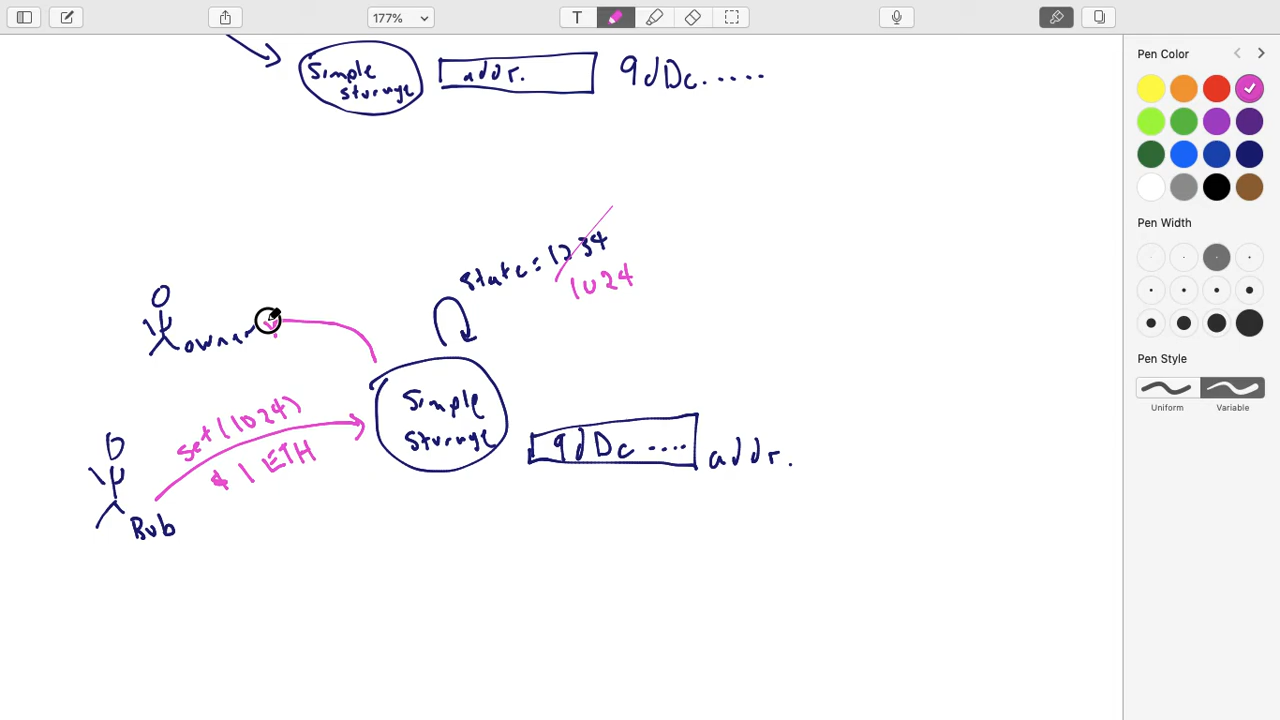 177%
T
Simple
storage
addr.
9dDc.....
state = 1234
1024
owner
set(1024)
& 1 ETH
Simple
storage
9dDc ....
addr.
Bob
Pen Color
Pen Width
Pen Style
Uniform
Variable